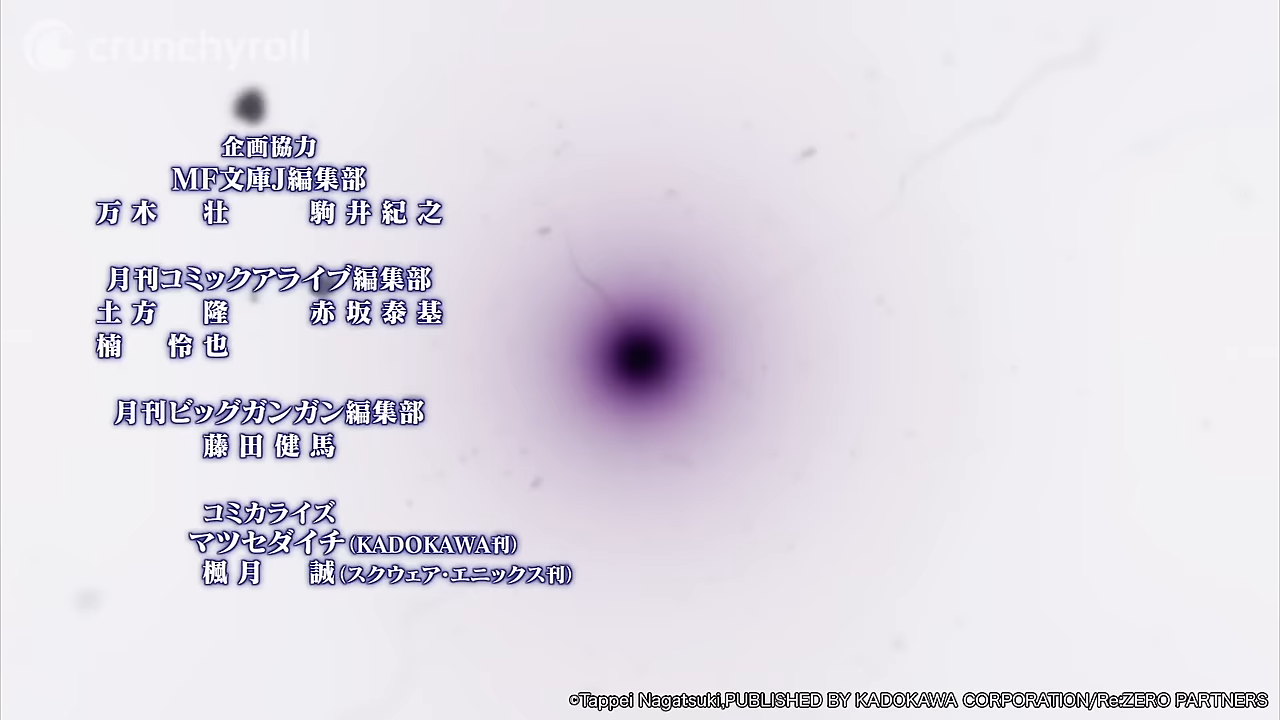 crunchyroll
企画協力
MF文庫J編集部
万木 壮 駒井紀之
月刊コミックアライブ編集部
土方 隆 赤坂泰基
楠 怜也
月刊ビッグガンガン編集部
藤田健馬
コミカライズ
マツセダイチ(KADOKAWA刊)
楓月 誠(スクウェア・エニックス刊)
©Tappei Nagatsuki,PUBLISHED BY KADOKAWA CORPORATION/Re:ZERO PARTNERS